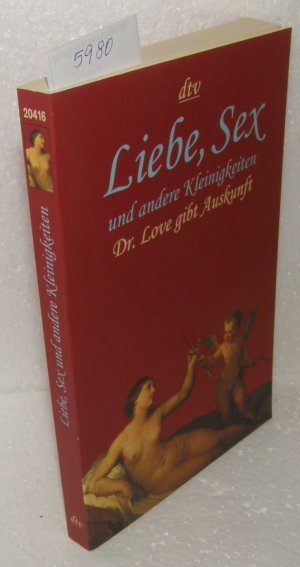 5980
20416
Liebe, Sex und andere Kleinigkeiten
dtv
dtv
Liebe, Sex
und andere Kleinigkeiten
Dr. Love gibt Auskunft